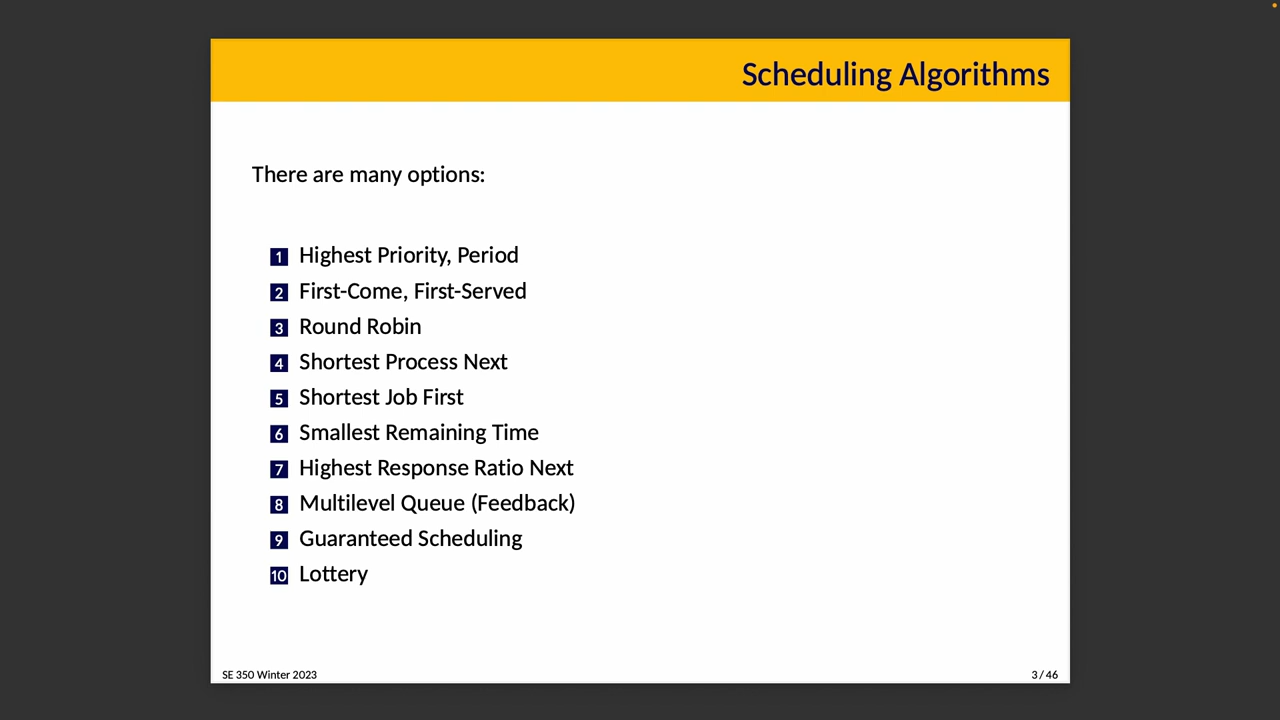 Scheduling Algorithms
There are many options:
1 Highest Priority, Period
2 First-Come, First-Served
3 Round Robin
4 Shortest Process Next
5 Shortest Job First
6 Smallest Remaining Time
7 Highest Response Ratio Next
8 Multilevel Queue (Feedback)
9 Guaranteed Scheduling
10 Lottery
SE 350 Winter 2023 3 / 46